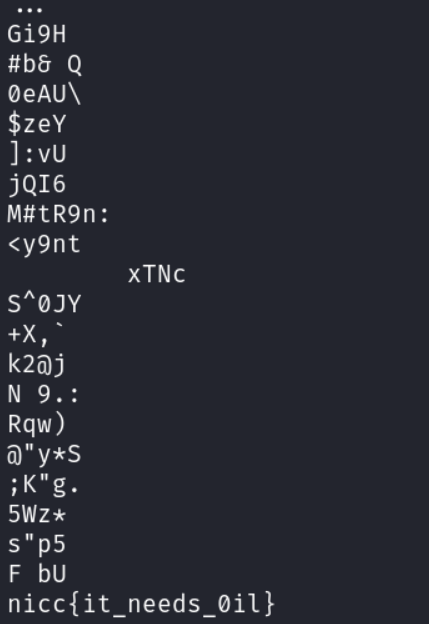 ...
Gi9H
#b& Q
0eAU\
$zeY
]:vU
jQI6
M#tR9n:
<y9nt
xTNc
S^0JY
+X,`
k2@j
N 9.:
Rqw)
@"y*S
;K"g.
5Wz*
s"p5
F bU
nicc{it_needs_0il}